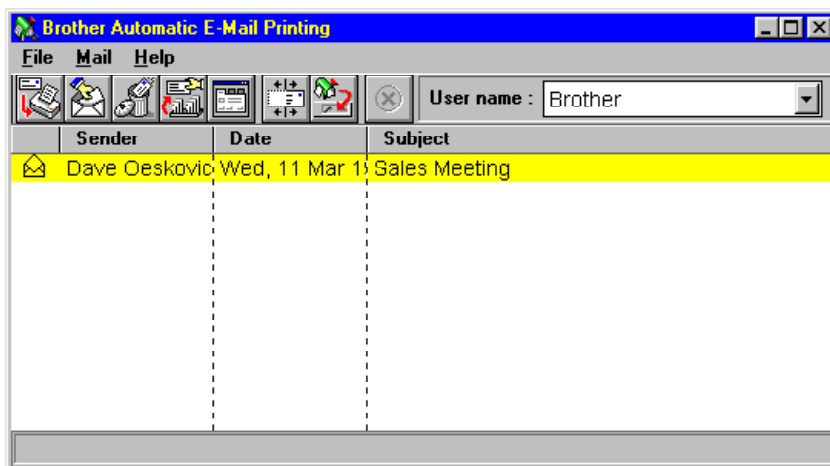 Brother Automatic E-Mail Printing
File Mail Help
User name : Brother
Sender Date Subject
Dave Oeskovic Wed, 11 Mar 1 Sales Meeting